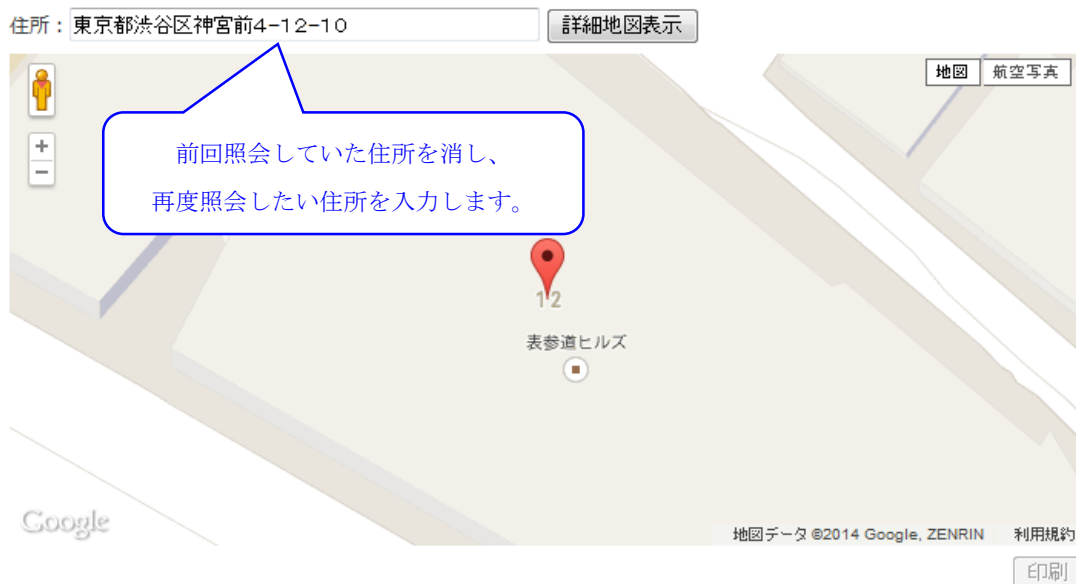 住所：東京都渋谷区神宮前4-12-10 詳細地図表示
地図 航空写真
+
前回照会していた住所を消し、
再度照会したい住所を入力します。
−
12
表参道ヒルズ
Google
地図データ ©2014 Google, ZENRIN 利用規約
印刷